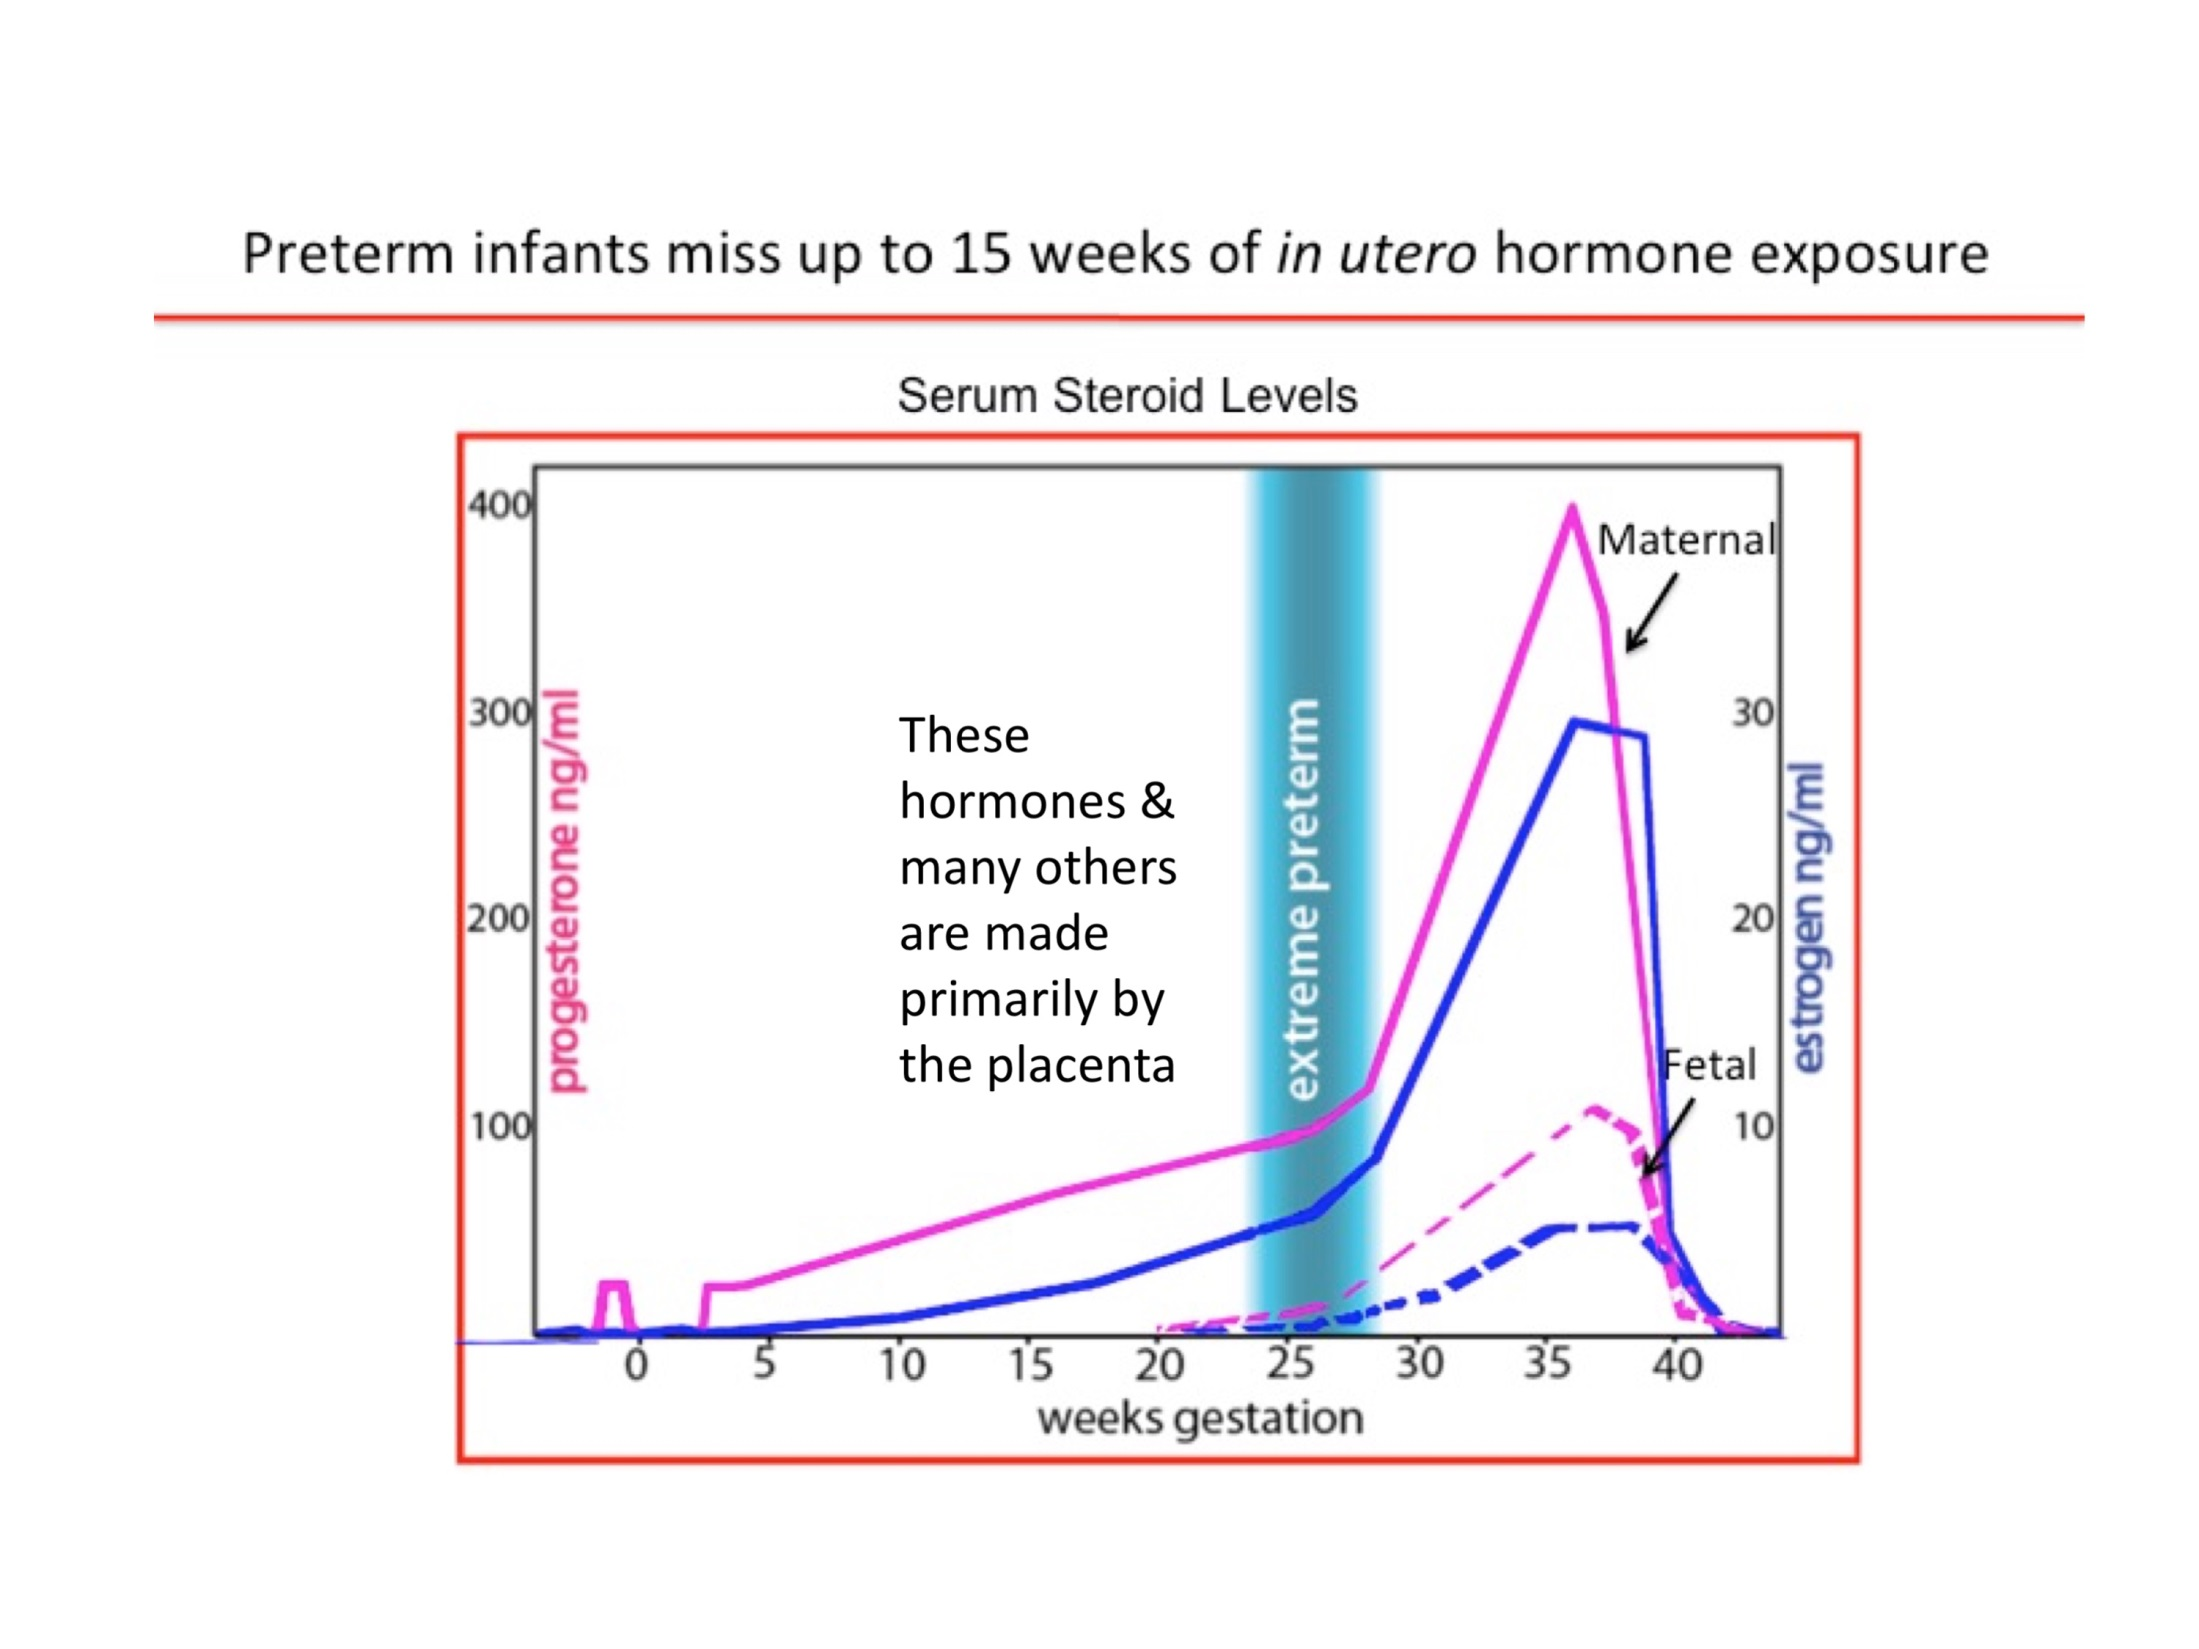 Preterm infants miss up to 15 weeks of in utero hormone exposure
Serum Steroid Levels
400
300
200
100
progesterone ng/ml
These
hormones &
many others
are made
primarily by
the placenta
extreme preterm
Maternal
Fetal
30
20
10
estrogen ng/ml
0 5 10 15 20 25 30 35 40
weeks gestation